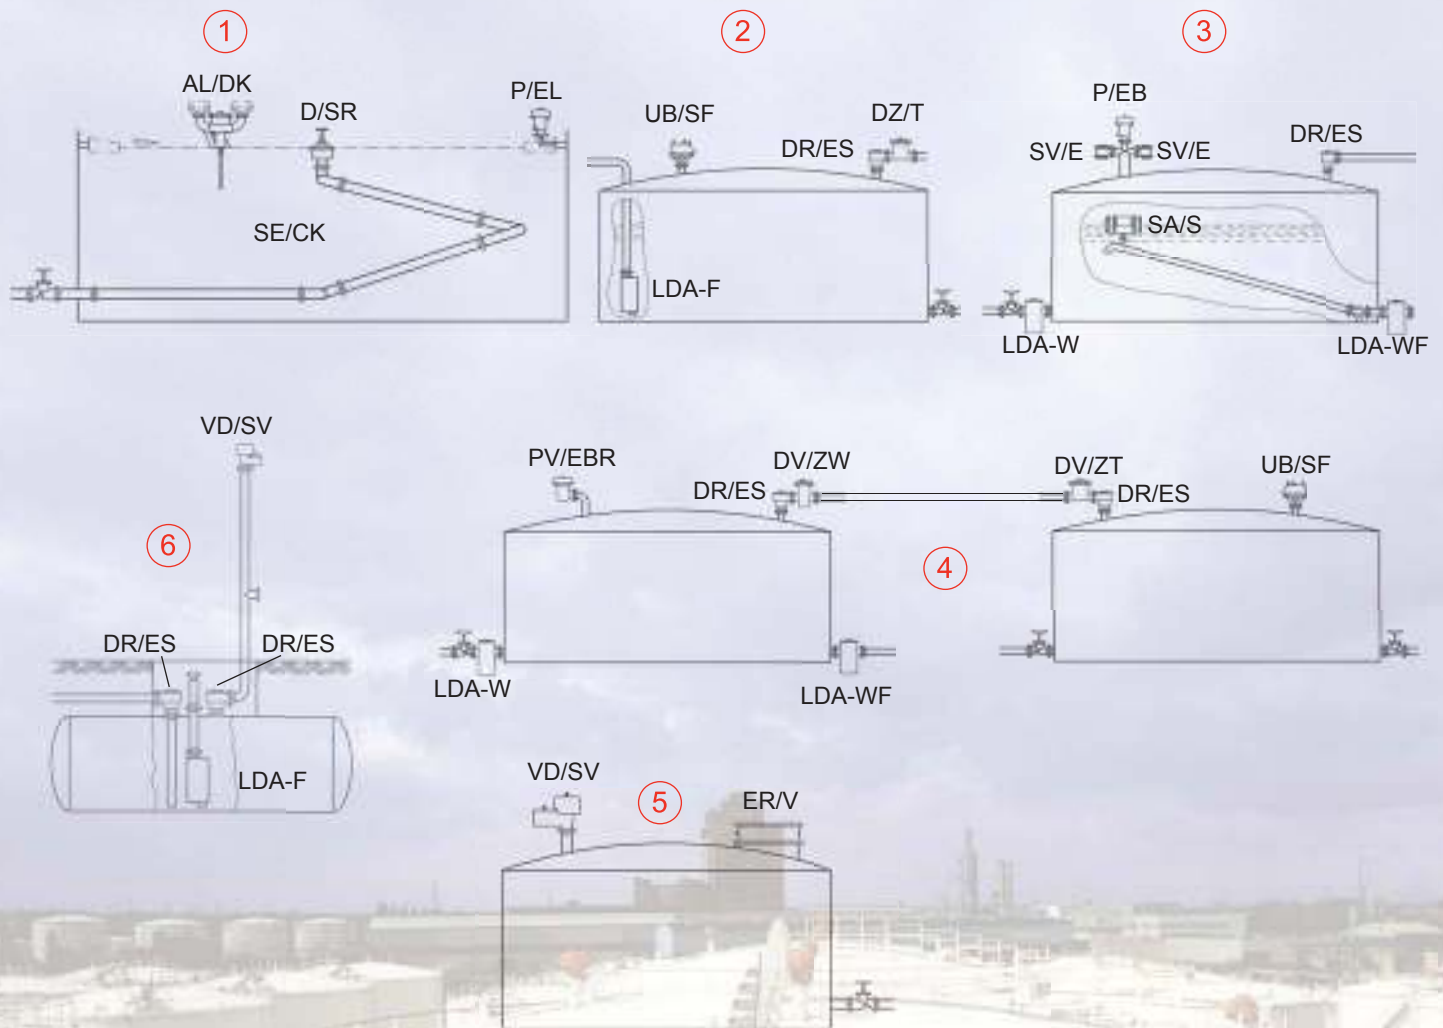 1
AL/DK
D/SR
P/EL
SE/CK
2
UB/SF
DZ/T
DR/ES
LDA-F
3
P/EB
SV/E
SV/E
DR/ES
SA/S
LDA-W
LDA-WF
VD/SV
6
DR/ES
DR/ES
LDA-F
PV/EBR
DV/ZW
DR/ES
DV/ZT
DR/ES
UB/SF
4
LDA-W
LDA-WF
VD/SV
5
ER/V